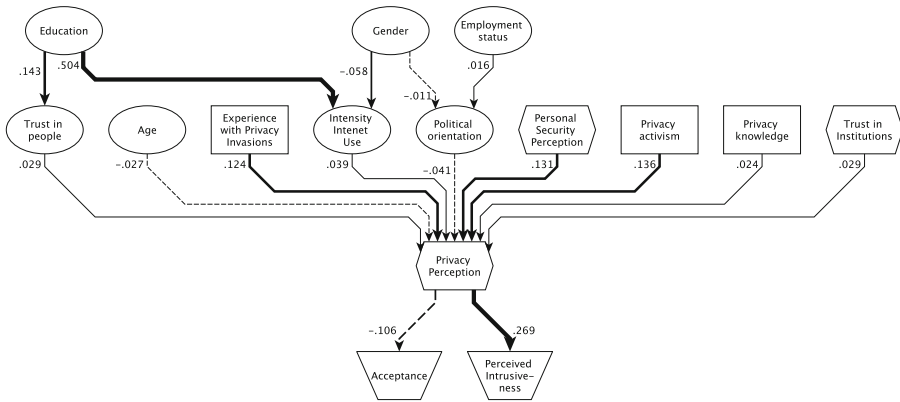 Education
Gender
Employment
status
.143
.504
-.058
.016
-.011
Trust in
people
Age
Experience
with Privacy
Invasions
Intensity
Intenet
Use
Political
orientation
Personal
Security
Perception
Privacy
activism
Privacy
knowledge
Trust in
Institutions
.029
-.027
.124
.039
-.041
.131
.136
.024
.029
Privacy
Perception
-.106
.269
Acceptance
Perceived
Intrusive-
ness